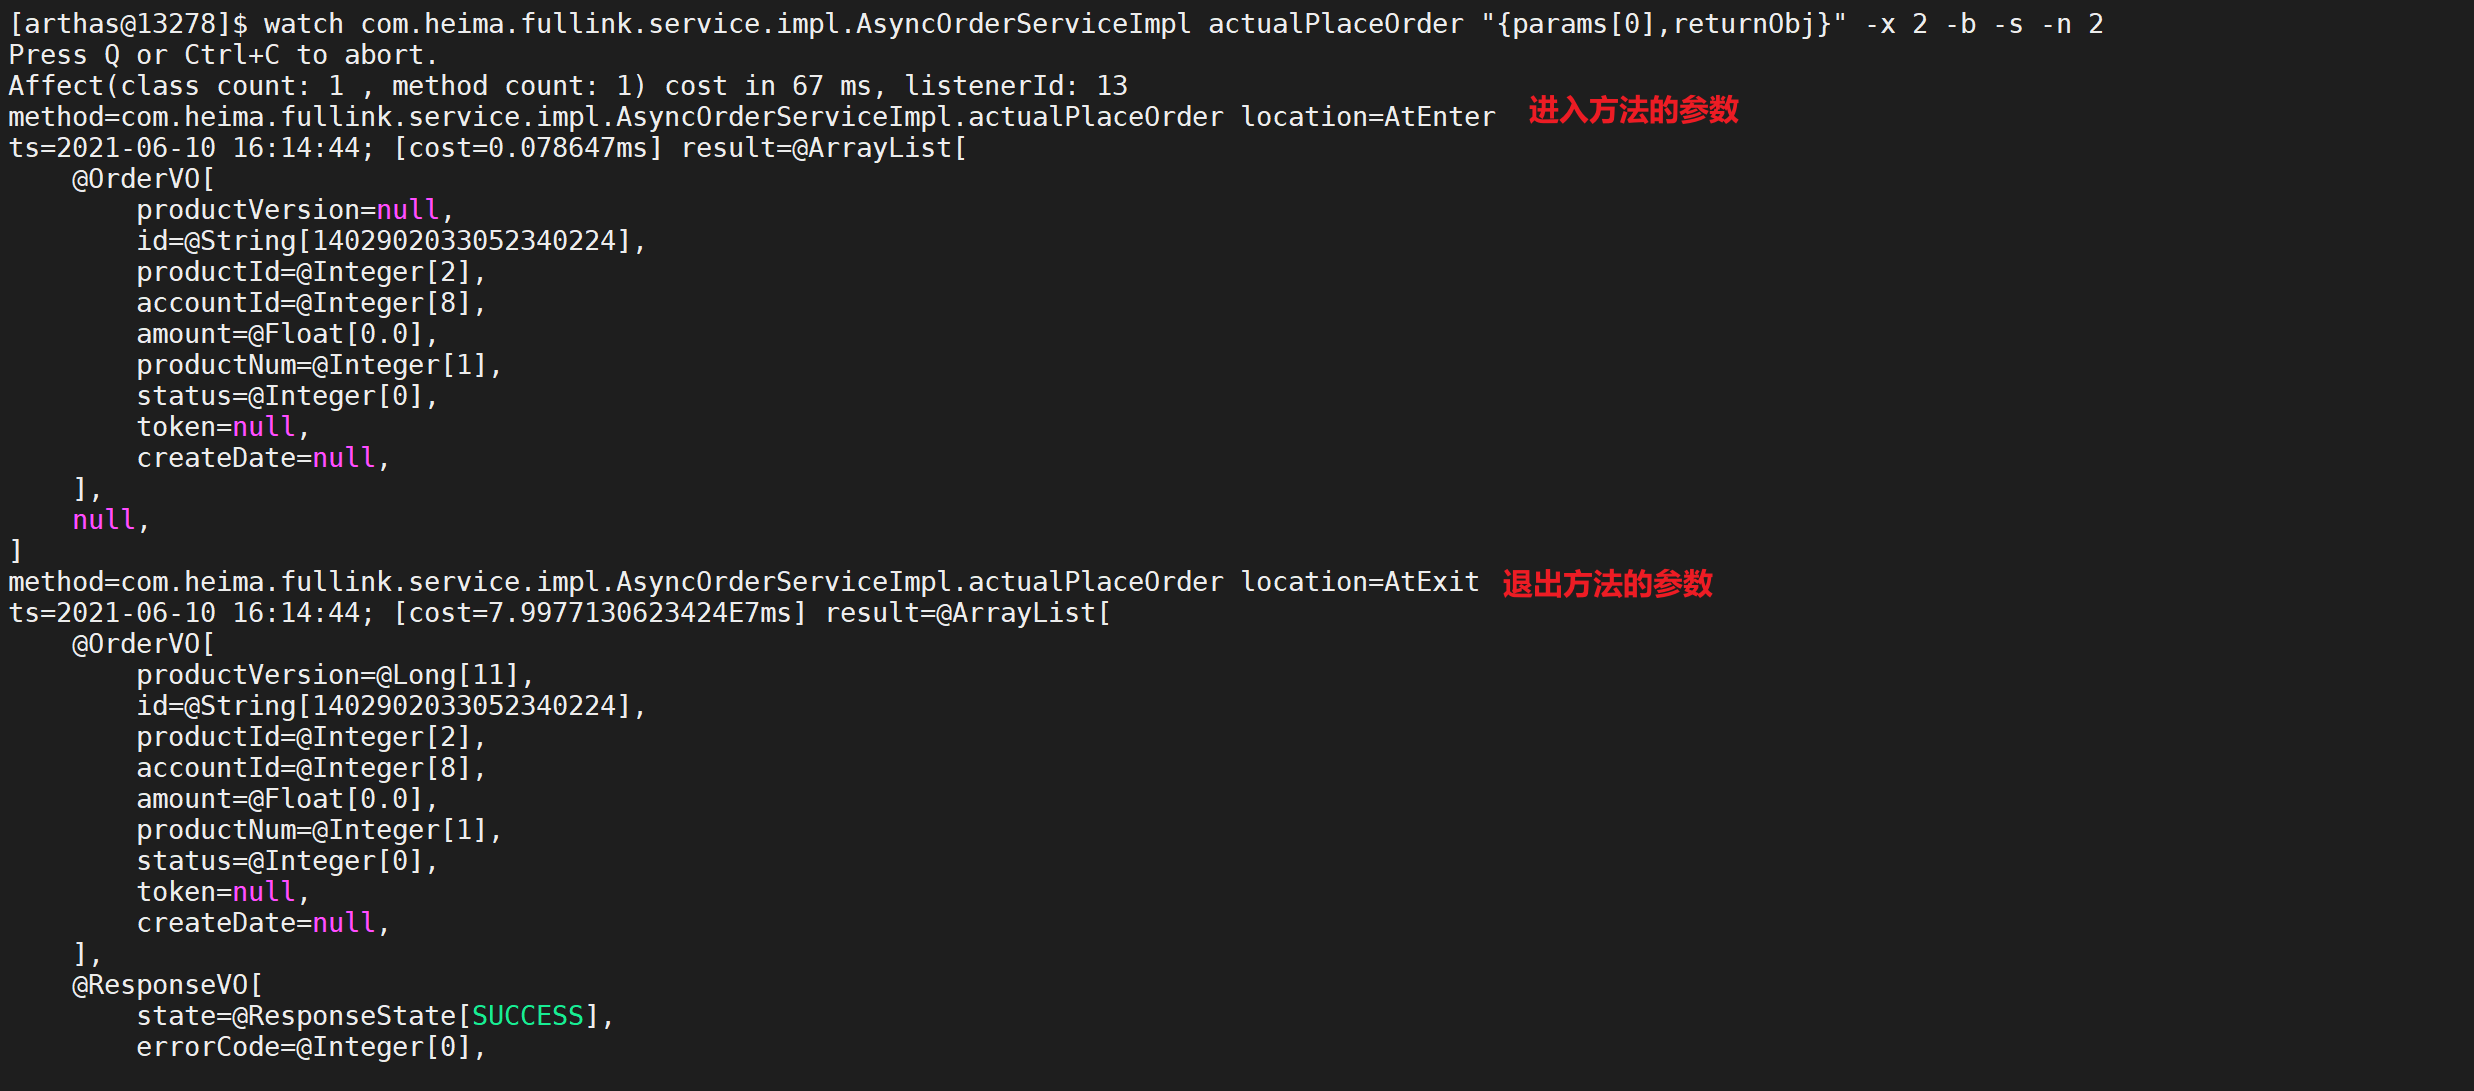 [arthas@13278]$ watch com.heima.fullink.service.impl.AsyncOrderServiceImpl actualPlaceOrder "{params[0],returnObj}" -x 2 -b -s -n 2
Press Q or Ctrl+C to abort.
Affect(class count: 1 , method count: 1) cost in 67 ms, listenerId: 13
method=com.heima.fullink.service.impl.AsyncOrderServiceImpl.actualPlaceOrder location=AtEnter 进入方法的参数
ts=2021-06-10 16:14:44; [cost=0.078647ms] result=@ArrayList[
    @OrderVO[
        productVersion=null,
        id=@String[1402902033052340224],
        productId=@Integer[2],
        accountId=@Integer[8],
        amount=@Float[0.0],
        productNum=@Integer[1],
        status=@Integer[0],
        token=null,
        createDate=null,
    ],
    null,
]
method=com.heima.fullink.service.impl.AsyncOrderServiceImpl.actualPlaceOrder location=AtExit 退出方法的参数
ts=2021-06-10 16:14:44; [cost=7.9977130623424E7ms] result=@ArrayList[
    @OrderVO[
        productVersion=@Long[11],
        id=@String[1402902033052340224],
        productId=@Integer[2],
        accountId=@Integer[8],
        amount=@Float[0.0],
        productNum=@Integer[1],
        status=@Integer[0],
        token=null,
        createDate=null,
    ],
    @ResponseVO[
        state=@ResponseState[SUCCESS],
        errorCode=@Integer[0],